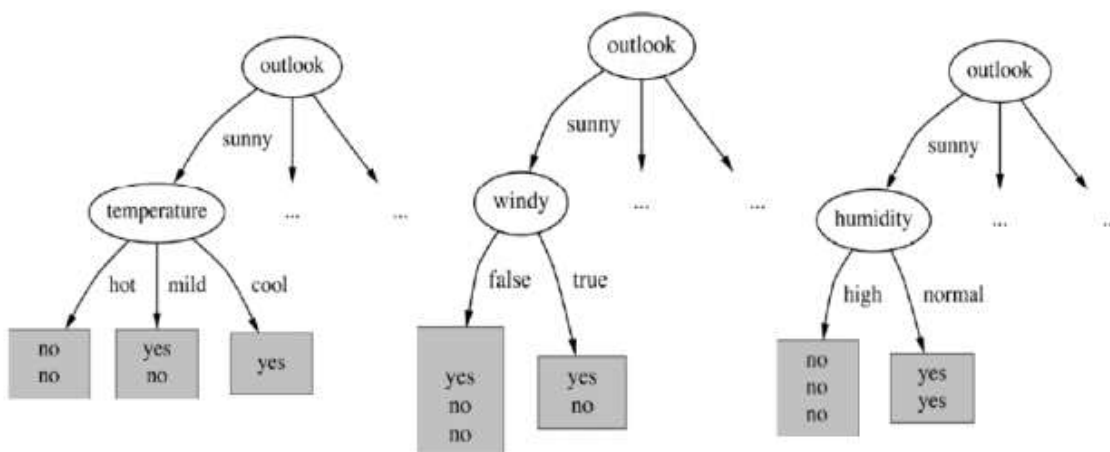 outlook
sunny
temperature
...
...
hot
mild
cool
no
no
yes
no
yes
outlook
sunny
windy
...
...
false
true
yes
no
no
yes
no
outlook
sunny
humidity
...
..
high
normal
no
no
no
yes
yes